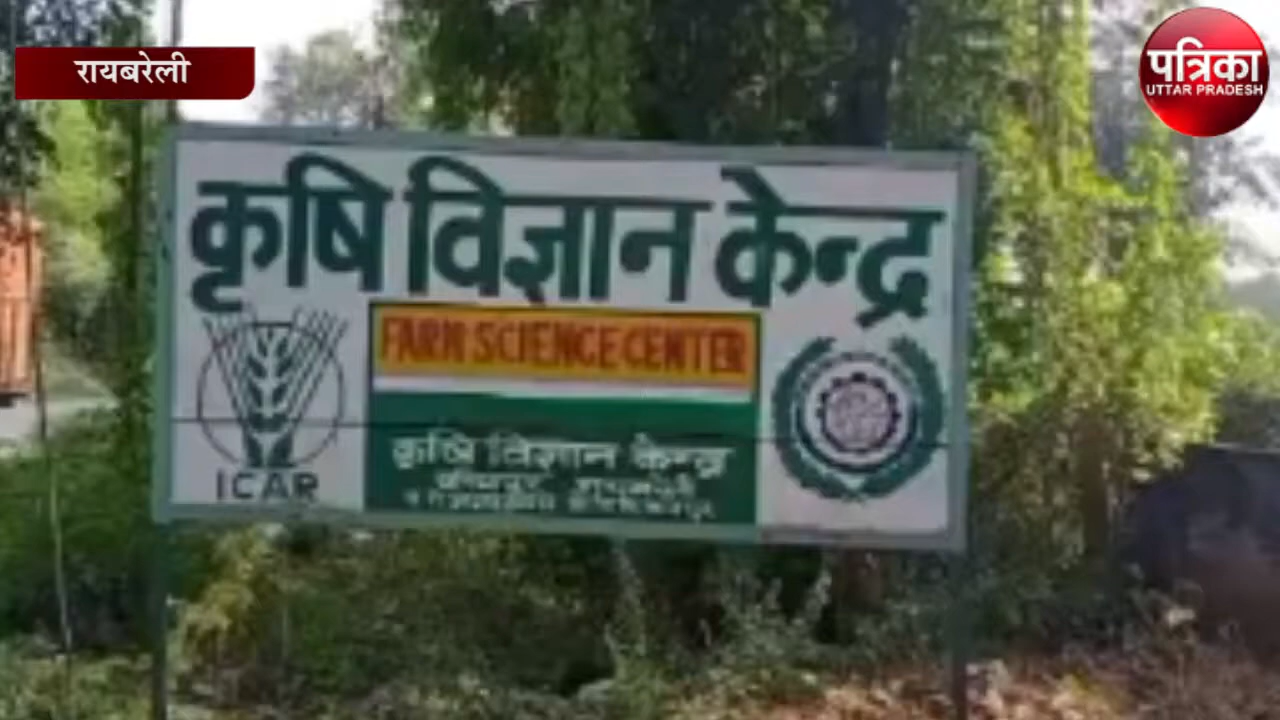 रायबरेली
पत्रिका
UTTAR PRADESH
कृषि विज्ञान केन्द्र
FARM SCIENCE CENTER
ICAR
कृषि विज्ञान केन्द्र